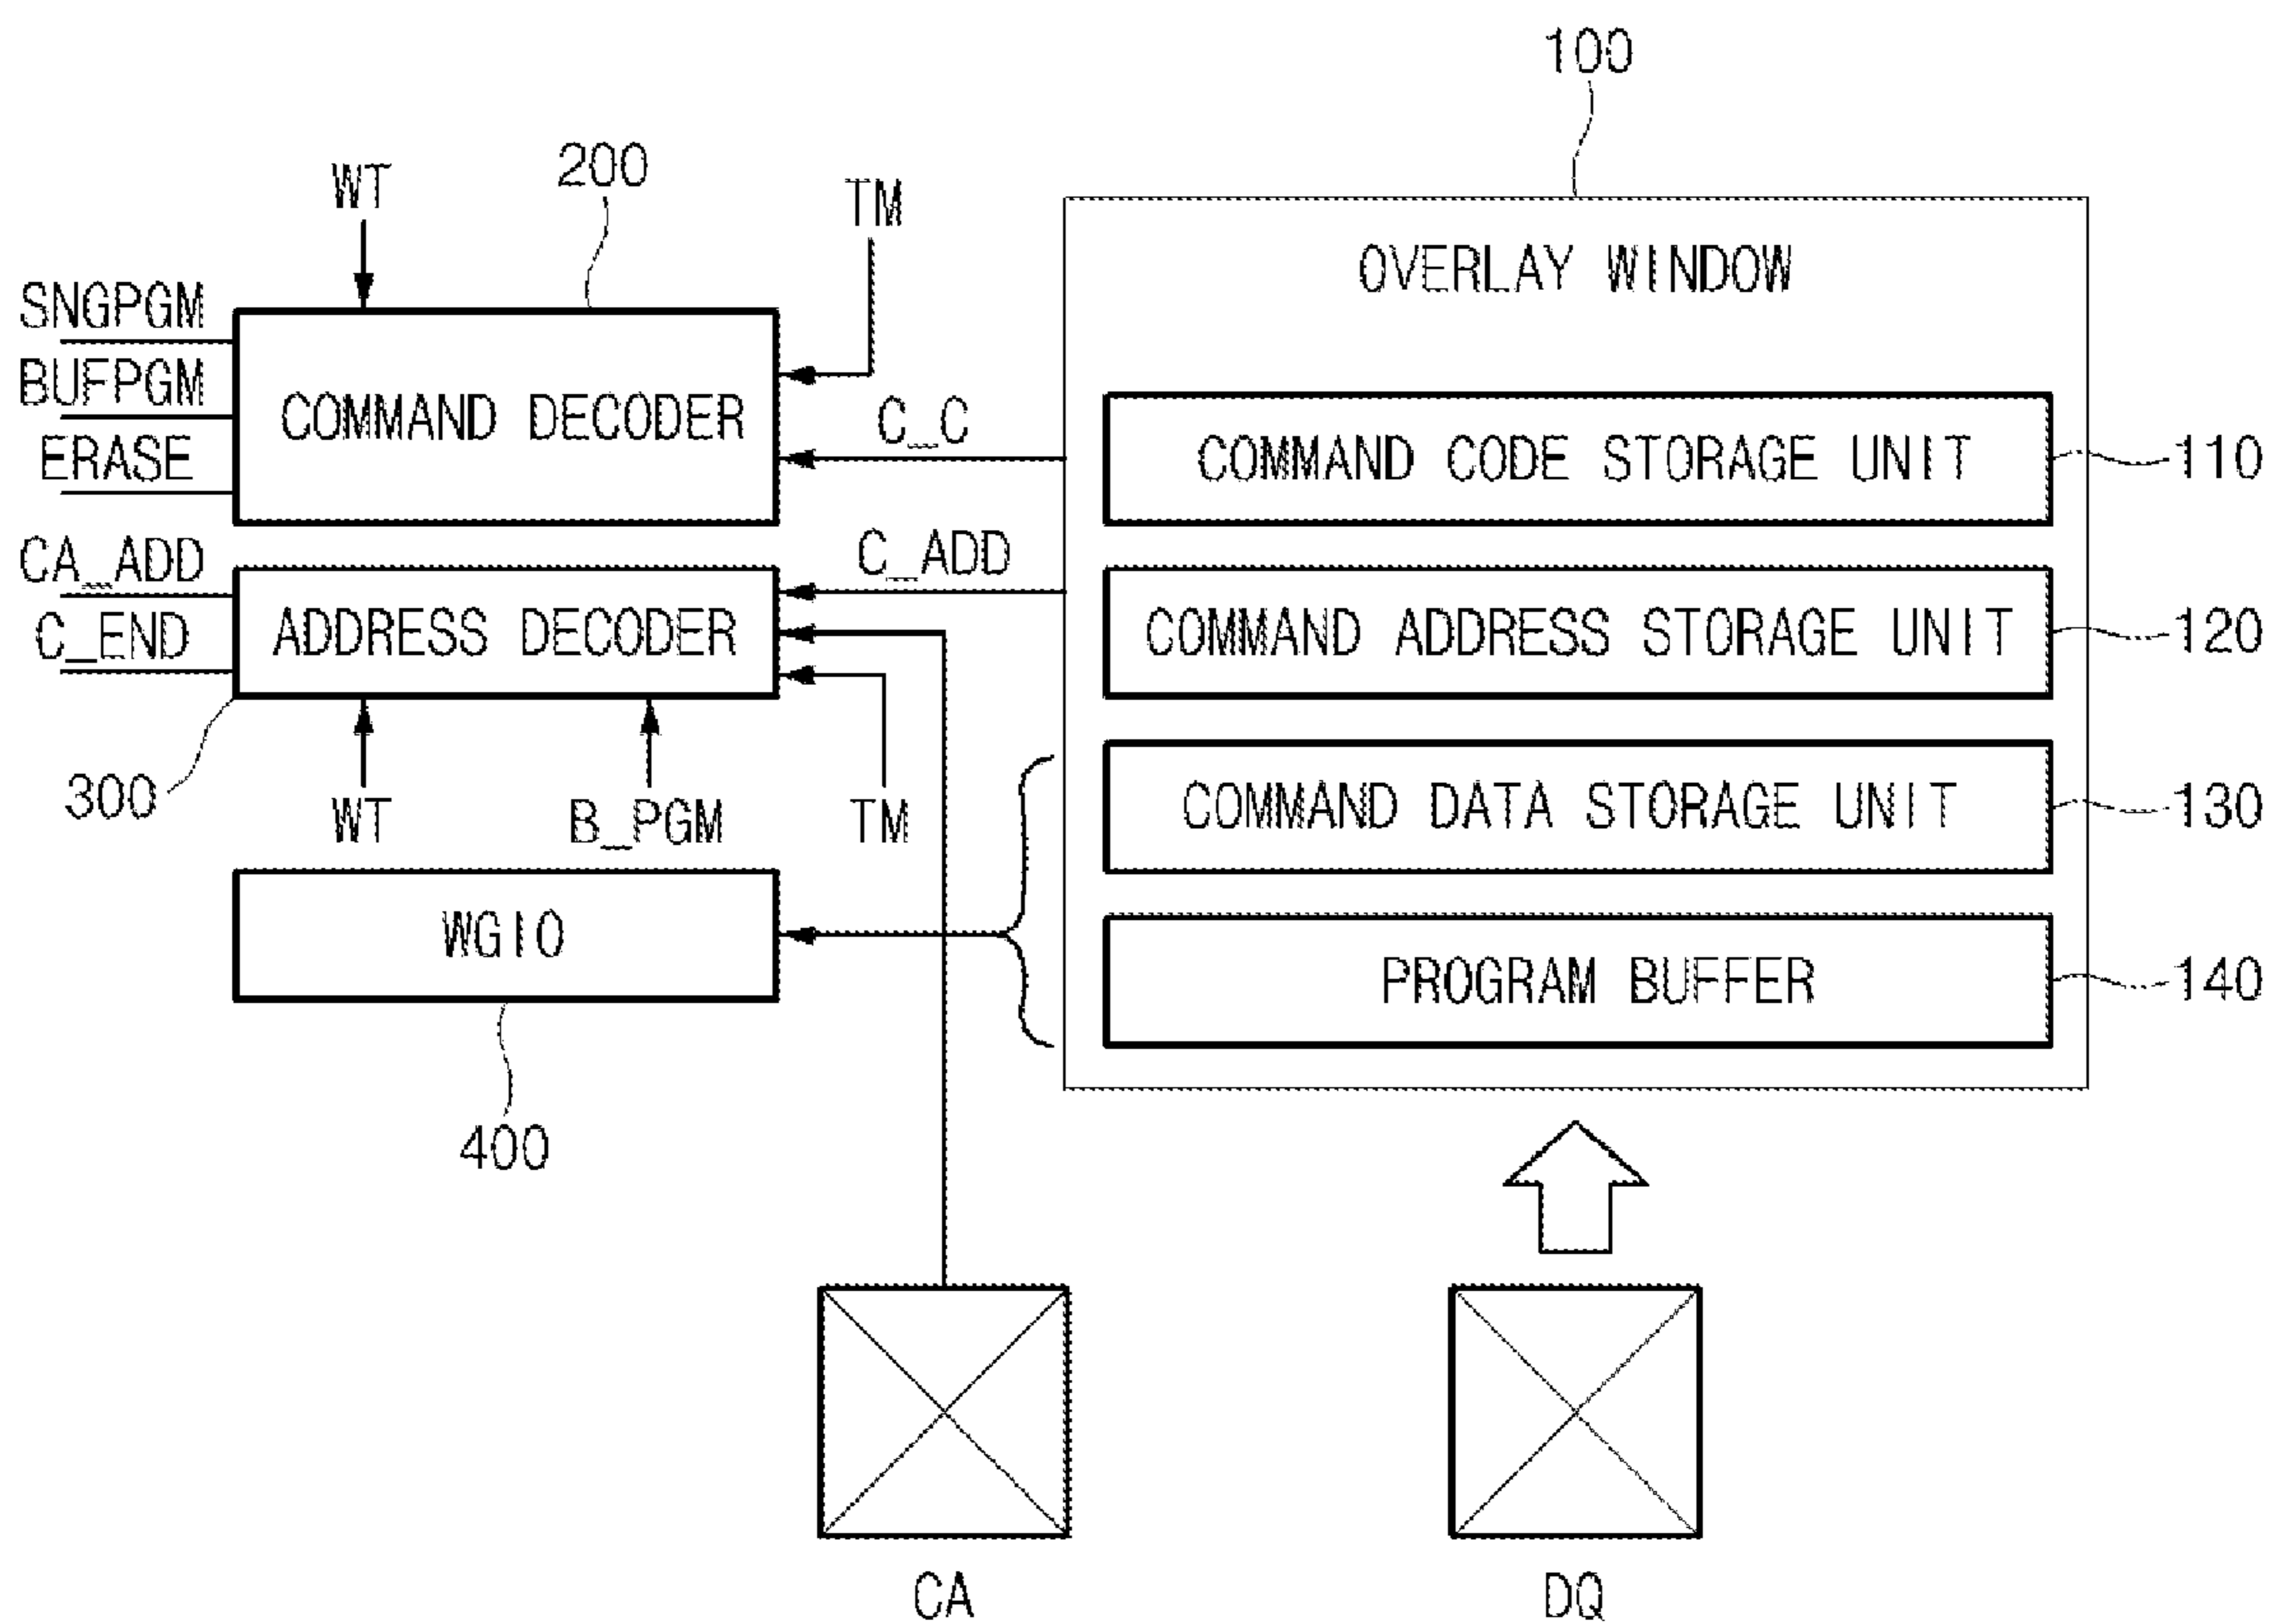 100
200
WT
TM
OVERLAY WINDOW
SNGPGM
BUFPGM
ERASE
COMMAND DECODER
C_C
COMMAND CODE STORAGE UNIT
110
CA_ADD
C_END
ADDRESS DECODER
C_ADD
COMMAND ADDRESS STORAGE UNIT
120
300
WT
B_PGM
TM
COMMAND DATA STORAGE UNIT
130
WGIO
PROGRAM BUFFER
140
400
CA
DQ